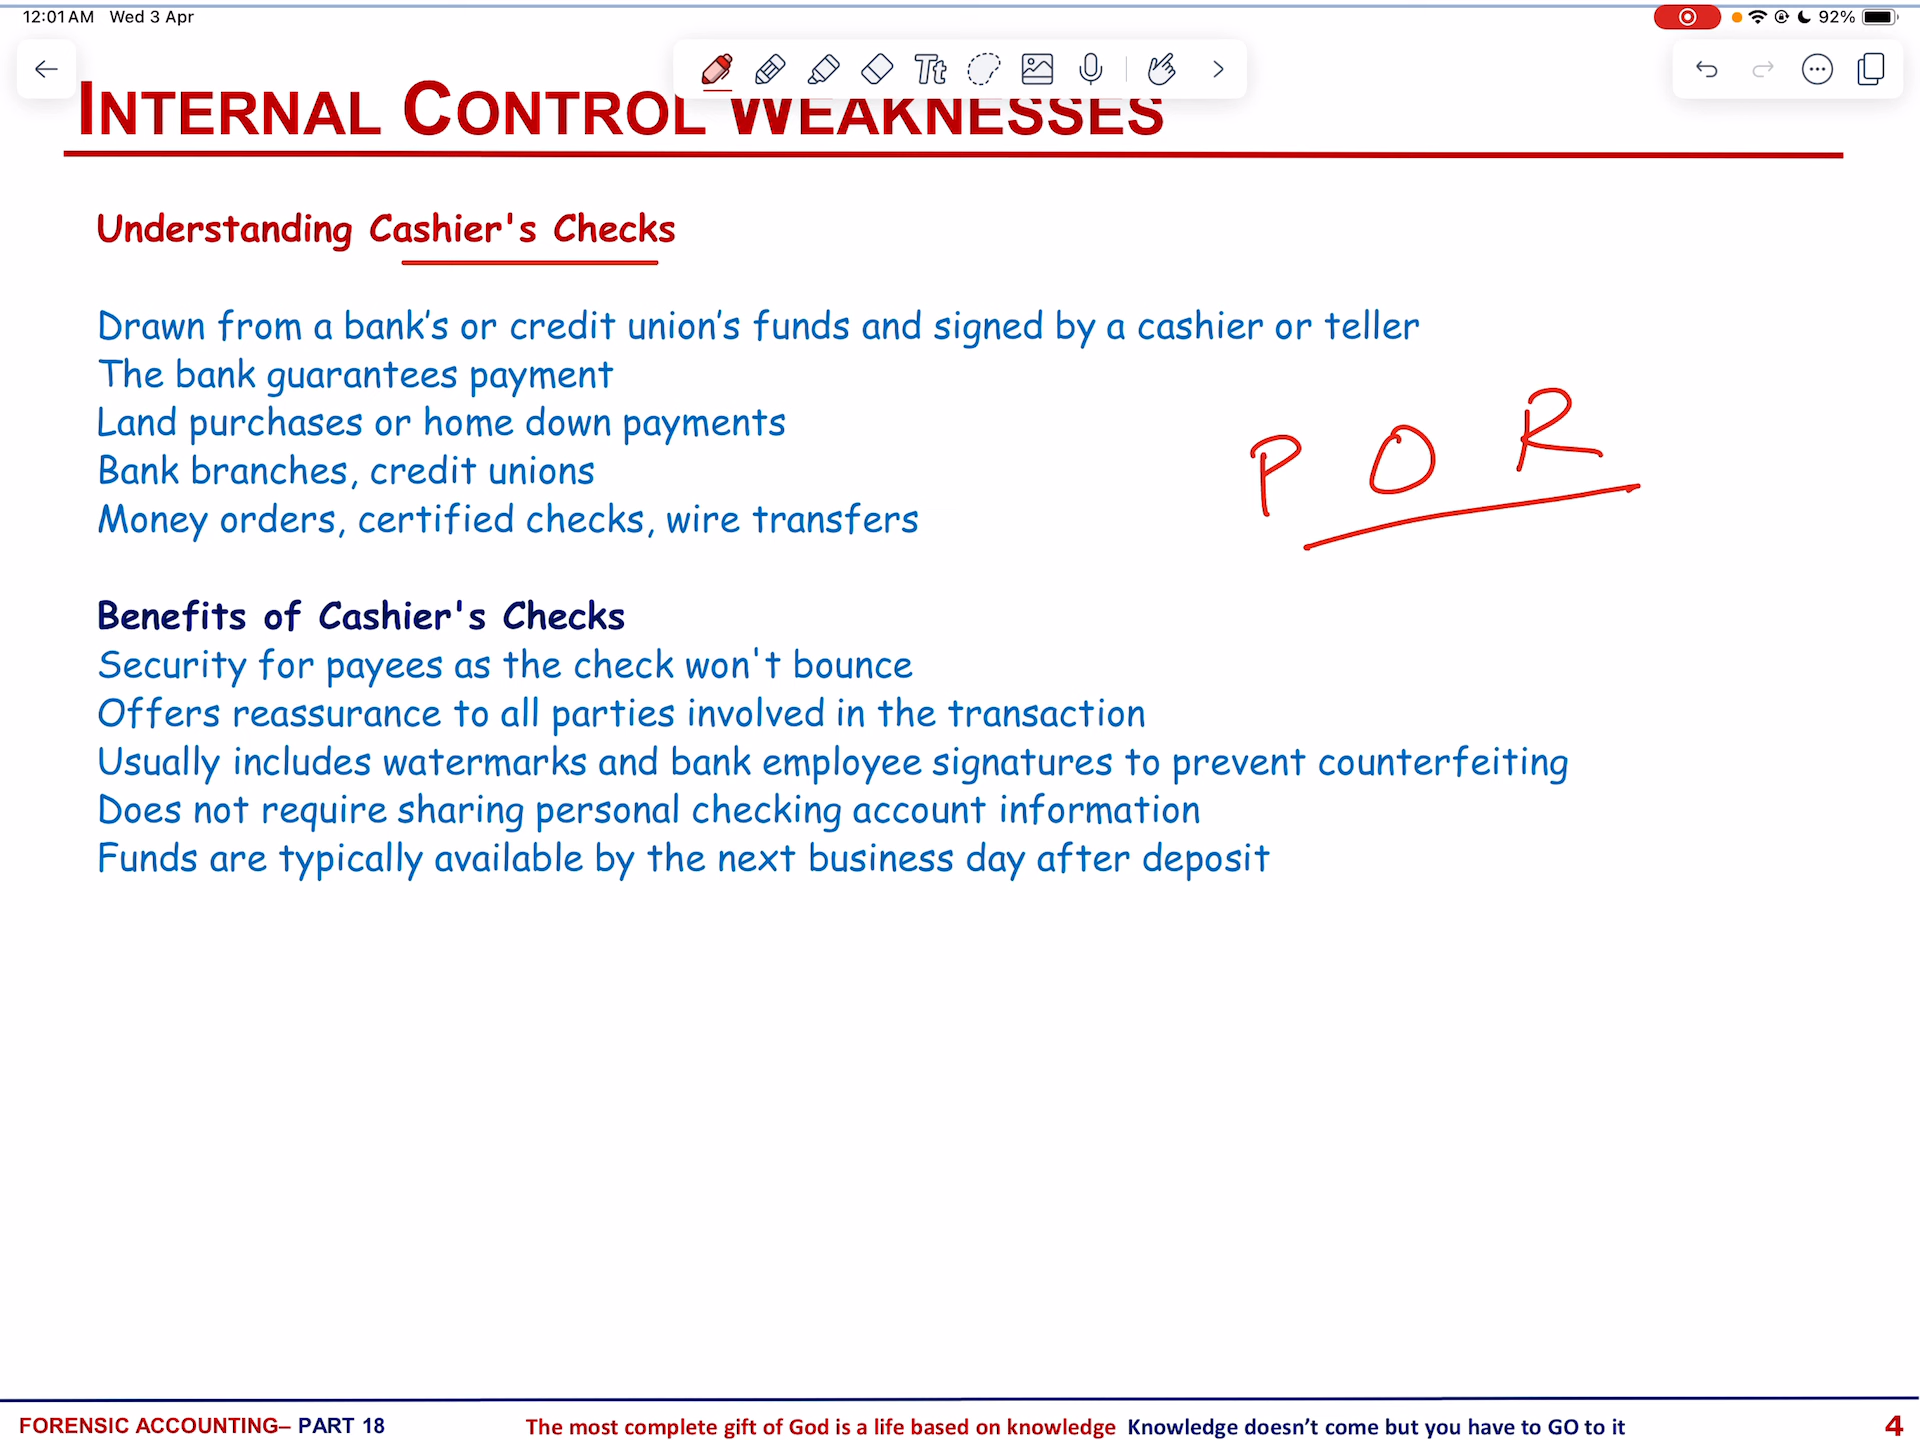 12:01 AM Wed 3 Apr
92%
Tt
INTERNAL CONTROL WEAKNESSES
Understanding Cashier's Checks
Drawn from a bank’s or credit union’s funds and signed by a cashier or teller
The bank guarantees payment
Land purchases or home down payments
Bank branches, credit unions
Money orders, certified checks, wire transfers
P O R
Benefits of Cashier's Checks
Security for payees as the check won't bounce
Offers reassurance to all parties involved in the transaction
Usually includes watermarks and bank employee signatures to prevent counterfeiting
Does not require sharing personal checking account information
Funds are typically available by the next business day after deposit
FORENSIC ACCOUNTING– PART 18 The most complete gift of God is a life based on knowledge Knowledge doesn’t come but you have to GO to it 4